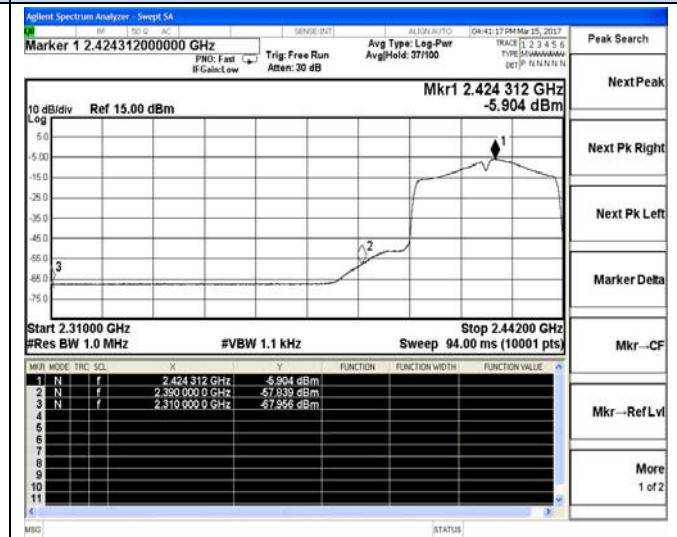 Agilent Spectrum Analyzer - Swept SA
RF 50 Ω AC SENSE:INT ALIGN AUTO 04:41:17 PM Mar 15, 2017
Marker 1 2.424312000000 GHz
PNO: Fast
IFGain:Low
Trig: Free Run
Atten: 30 dB
Avg Type: Log-Pwr
Avg|Hold: 37/100
TRACE 1 2 3 4 5 6
TYPE
DET P N N N N N
Mkr1 2.424 312 GHz
-5.904 dBm
10 dB/div Ref 15.00 dBm
Log
5.0
-5.00
-15.0
-25.0
-35.0
-45.0
-55.0
-65.0
-75.0
1
2
3
Start 2.31000 GHz Stop 2.44200 GHz
#Res BW 1.0 MHz #VBW 1.1 kHz Sweep 94.00 ms (10001 pts)
MKR MODE TRC SCL X Y FUNCTION FUNCTION WIDTH FUNCTION VALUE
1 N f 2.424 312 GHz -5.904 dBm
2 N f 2.390 000 0 GHz -57.839 dBm
3 N f 2.310 000 0 GHz -67.956 dBm
4
5
6
7
8
9
10
11
MSG STATUS
Peak Search
Next Peak
Next Pk Right
Next Pk Left
Marker Delta
Mkr→CF
Mkr→Ref Lvl
More
1 of 2